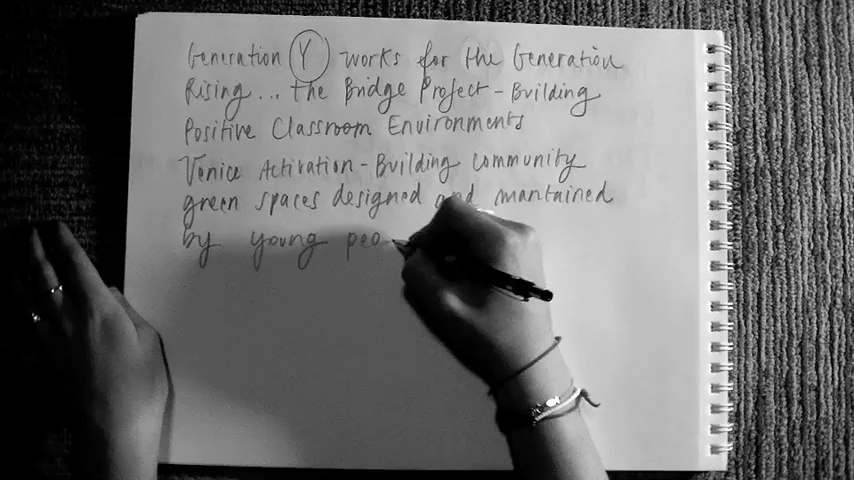 Generation Y works for the Generation
Rising... the Bridge Project - Building
Positive Classroom Environments
Venice Activation - Building community
green spaces designed and mantained
by young peo